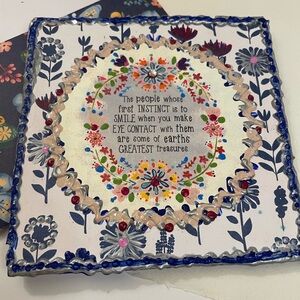 The people whose
first INSTINCT is to
SMILE when you make
EYE CONTACT with them
are some of earths
GREATEST treasures